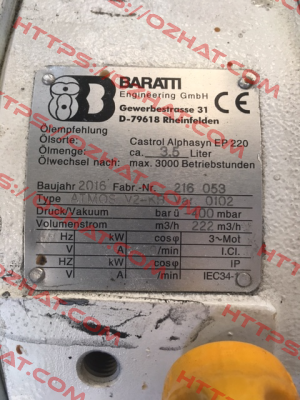 BARATTI
Engineering GmbH
Gewerbestrasse 31
D-79618 Rheinfelden
CE
Ölempfehlung
Ölsorte: Castrol Alphasyn EP 220
Ölmenge: ca. 3.5 Liter
Ölwechsel nach: max. 3000 Betriebstunden
Baujahr 2016 Fabr.-Nr. 216 053
Type ATMOS V2- 0102
Druck/Vakuum bar ü -400 mbar
Volumenstrom m3/h 222 m3/h
Hz kW cosφ 3~Mot
V A /min I.Cl.
Hz kW cosφ IP
V A /min IEC34-1
HTTPS://OZHAT.COM